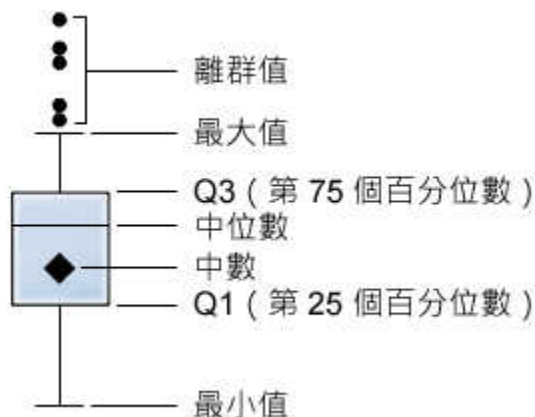 離群值
最大值
Q3（第 75 個百分位數）
中位數
中數
Q1（第 25 個百分位數）
最小值